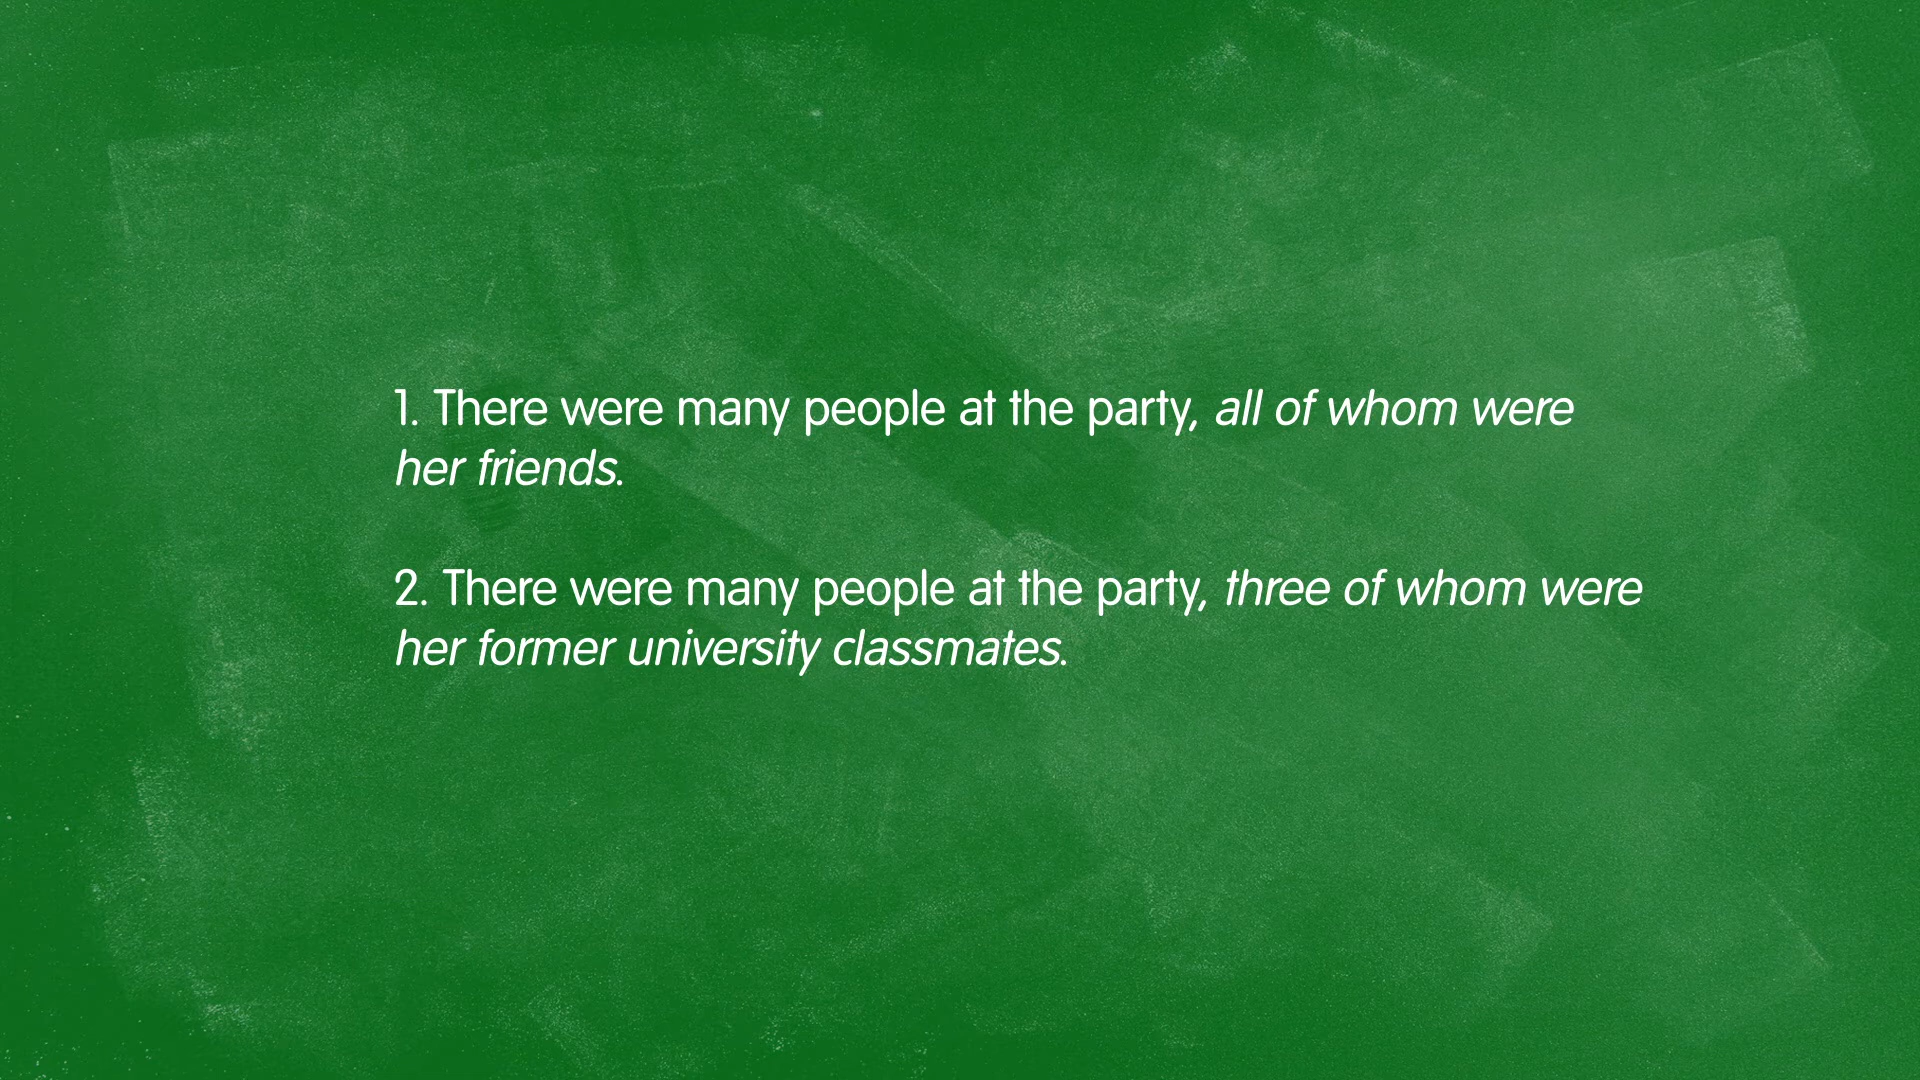 1. There were many people at the party, all of whom were
her friends.
2. There were many people at the party, three of whom were
her former university classmates.